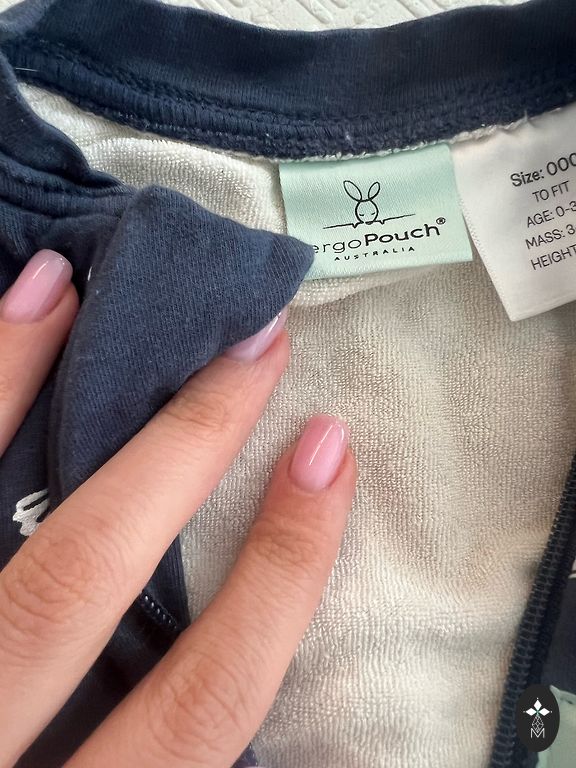 ergoPouch®
AUSTRALIA
Size: 000
TO FIT
AGE: 0-3
MASS: 3
HEIGHT